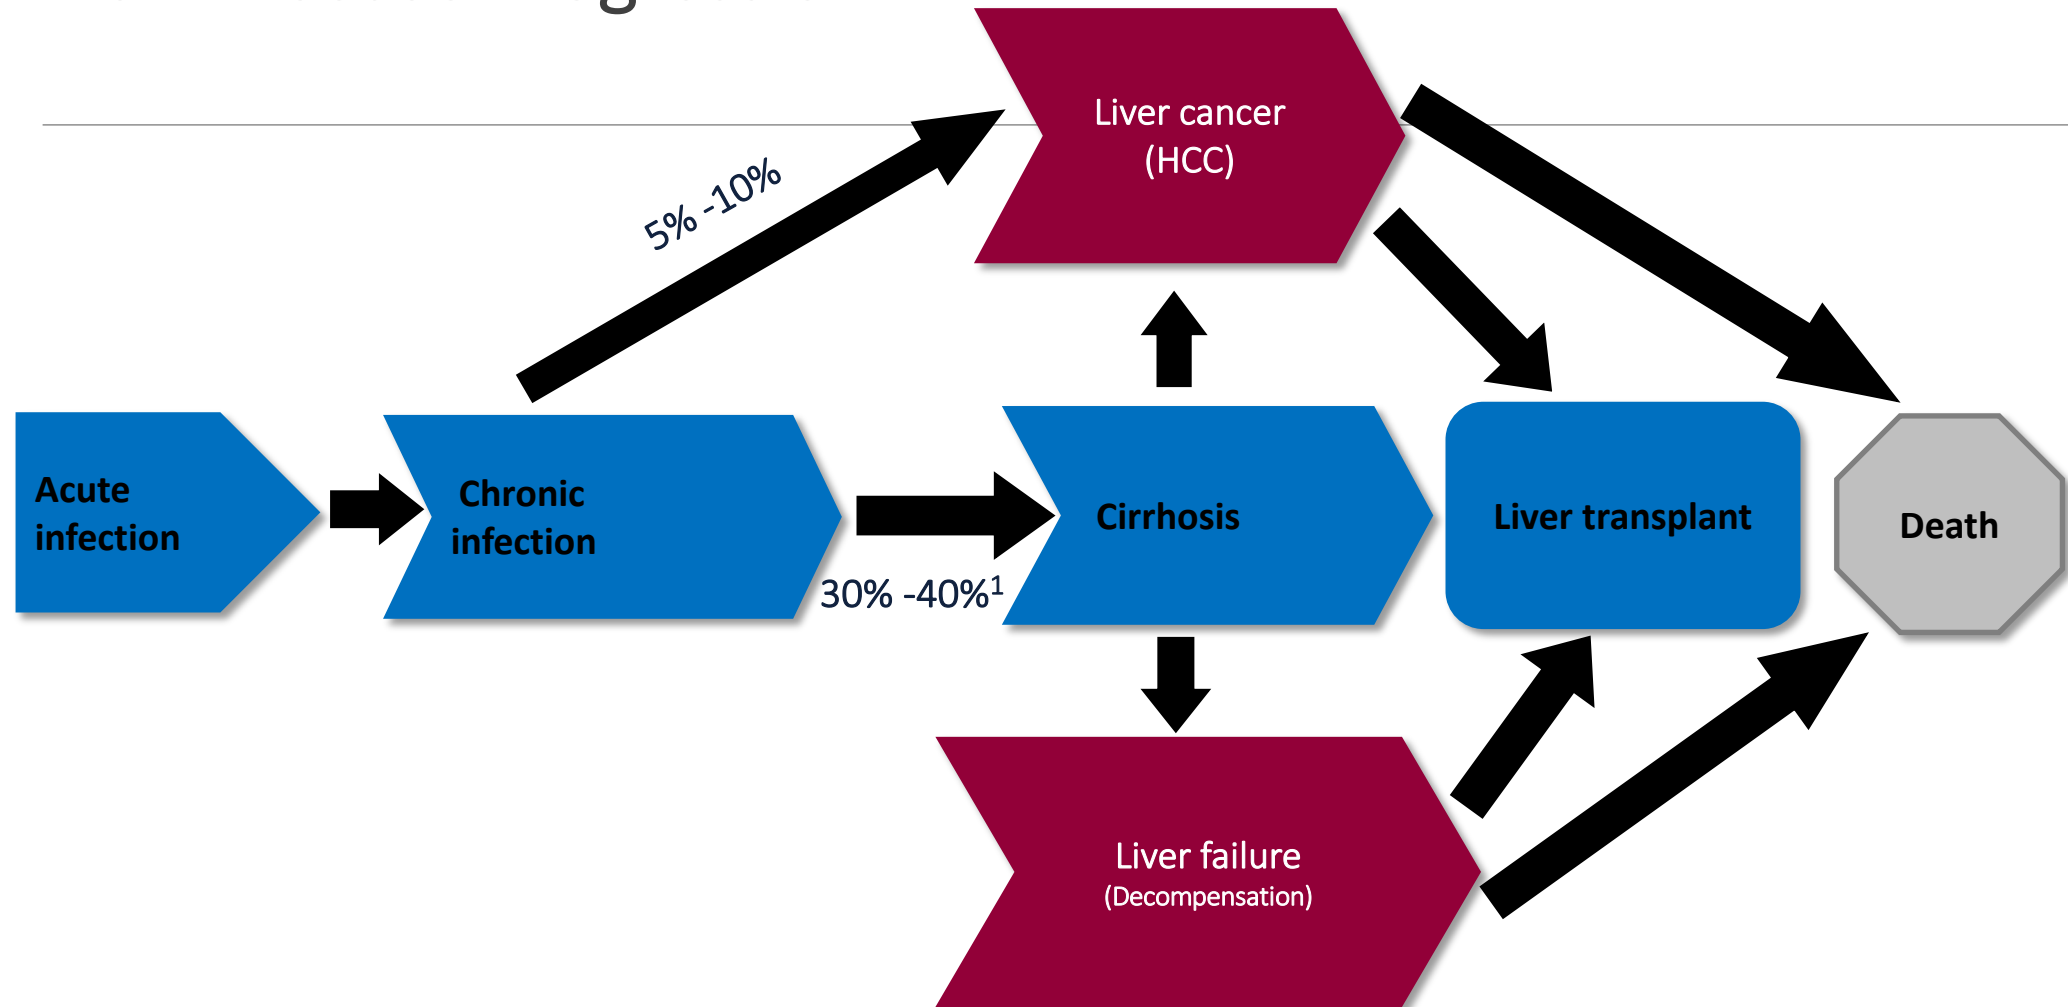 5% -10%
Liver cancer
(HCC)
Acute
infection
Chronic
infection
30% -40%¹
Cirrhosis
Liver transplant
Death
Liver failure
(Decompensation)